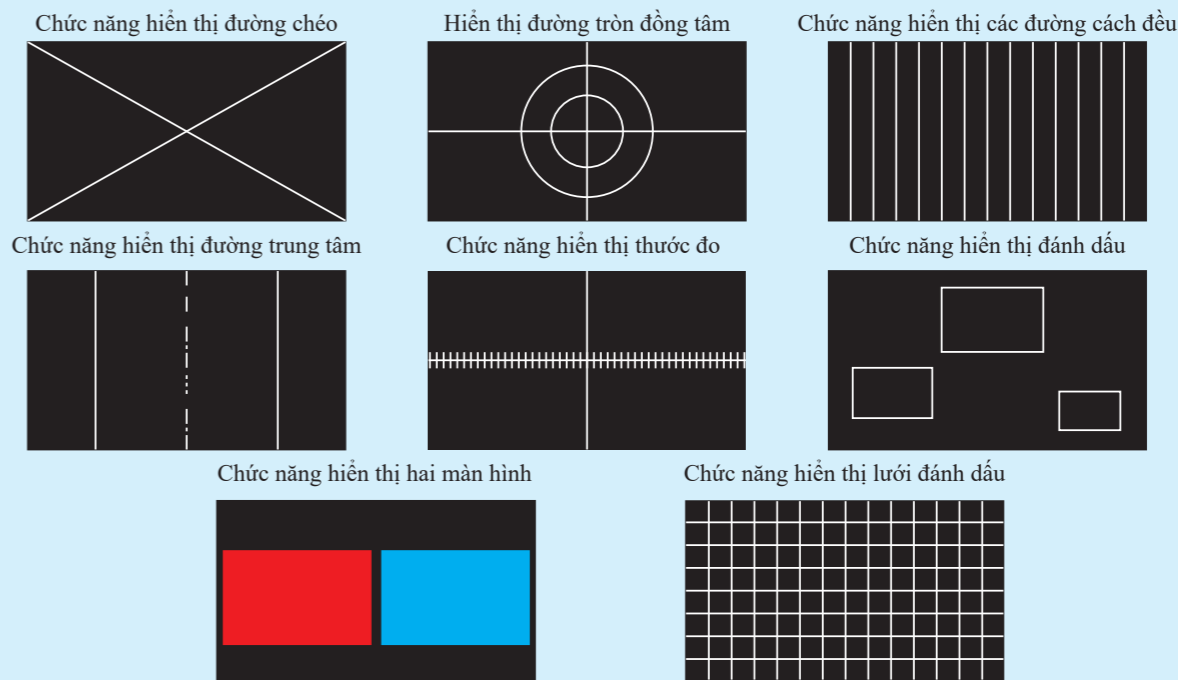 Chức năng hiển thị đường chéo
Hiển thị đường tròn đồng tâm
Chức năng hiển thị các đường cách đều
Chức năng hiển thị đường trung tâm
Chức năng hiển thị thước đo
Chức năng hiển thị đánh dấu
Chức năng hiển thị hai màn hình
Chức năng hiển thị lưới đánh dấu